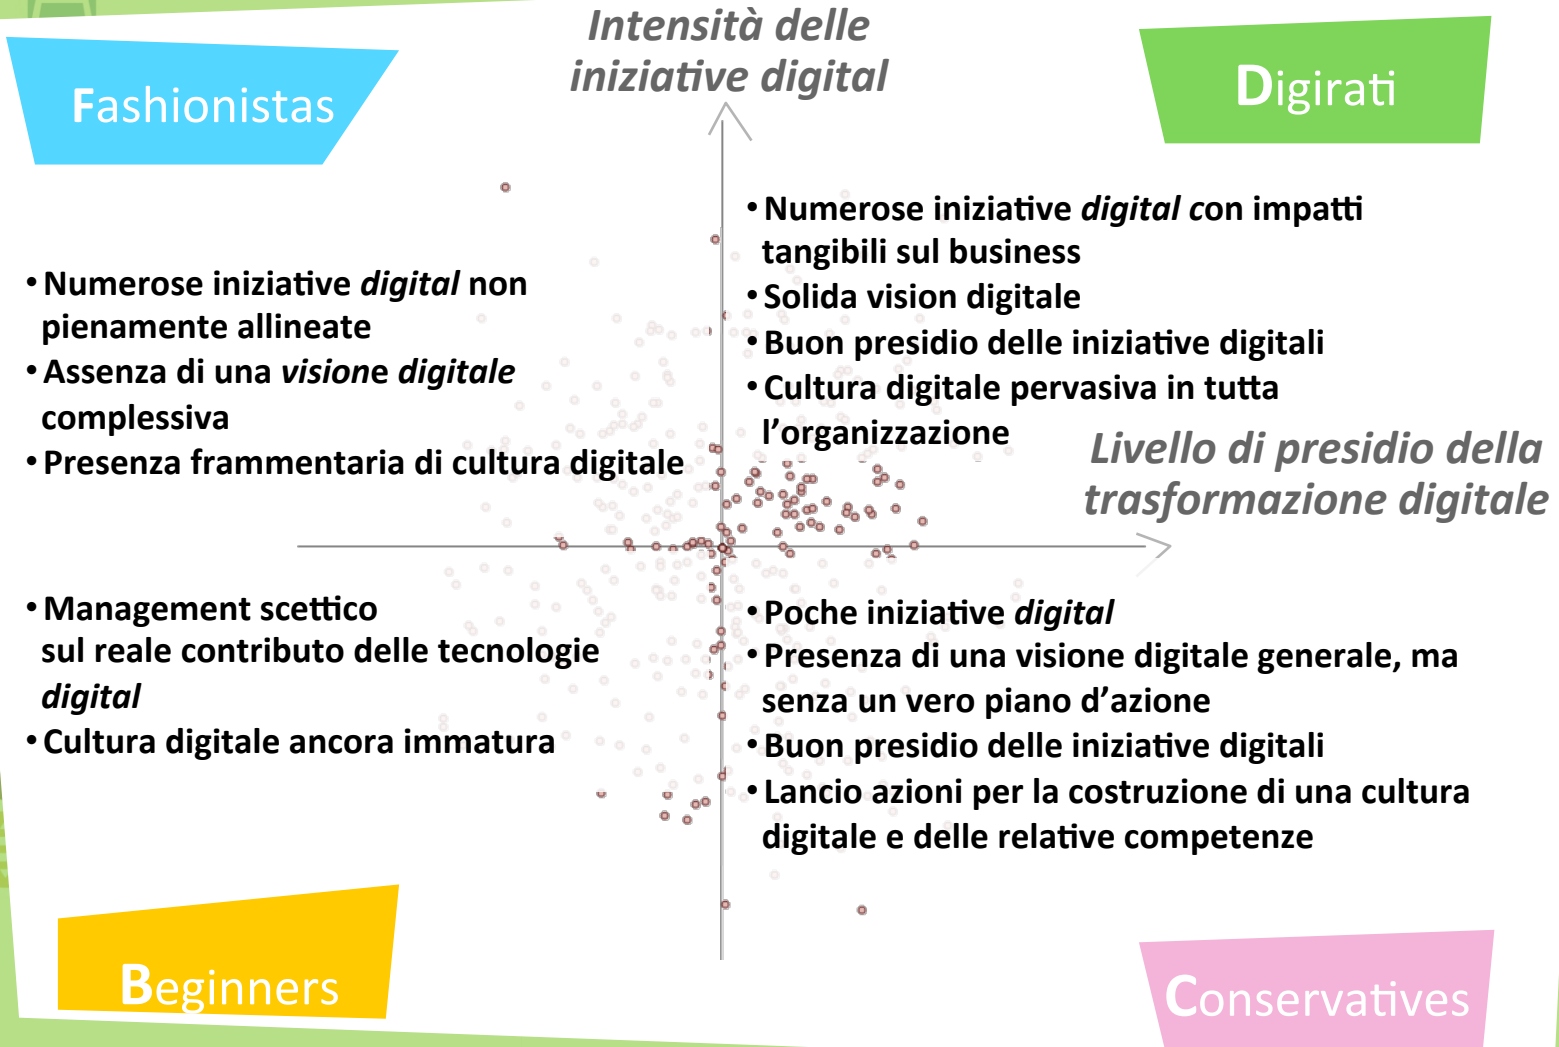 Intensità delle
iniziative digital
Fashionistas
Digirati
• Numerose iniziative digital non
pienamente allineate
• Assenza di una visione digitale
complessiva
• Presenza frammentaria di cultura digitale
• Numerose iniziative digital con impatti
tangibili sul business
• Solida vision digitale
• Buon presidio delle iniziative digitali
• Cultura digitale pervasiva in tutta
l’organizzazione
Livello di presidio della
trasformazione digitale
• Management scettico
sul reale contributo delle tecnologie
digital
• Cultura digitale ancora immatura
• Poche iniziative digital
• Presenza di una visione digitale generale, ma
senza un vero piano d’azione
• Buon presidio delle iniziative digitali
• Lancio azioni per la costruzione di una cultura
digitale e delle relative competenze
Beginners
Conservatives